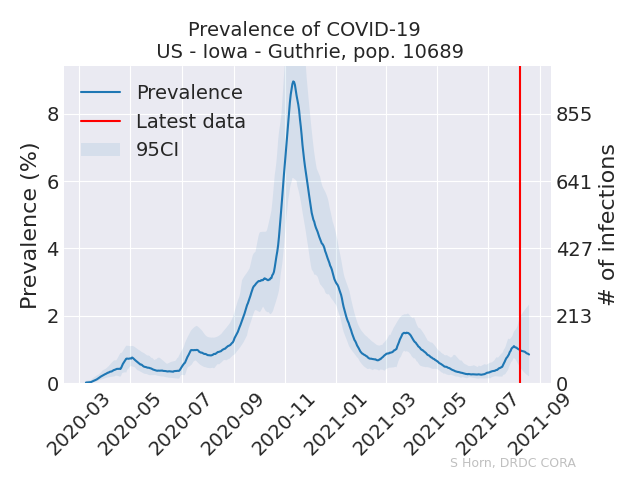 Prevalence of COVID-19
US - Iowa - Guthrie, pop. 10689
Prevalence
Latest data
95CI
Prevalence (%)
8
6
4
2
0
855
641
427
213
0
# of infections
2020-03
2020-05
2020-07
2020-09
2020-11
2021-01
2021-03
2021-05
2021-07
2021-09
S Horn, DRDC CORA